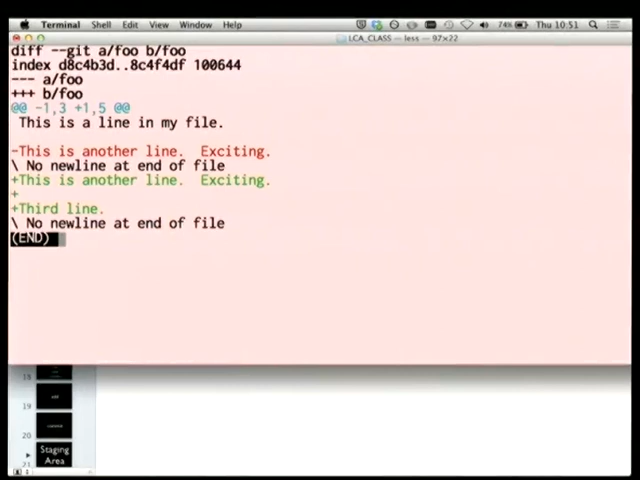 Terminal Shell Edit View Window Help 74% Thu 10:51
LCA_CLASS — less — 97×22
diff --git a/foo b/foo
index d8c4b3d..8c4f4df 100644
--- a/foo
+++ b/foo
@@ -1,3 +1,5 @@
 This is a line in my file.
-This is another line.  Exciting.
\ No newline at end of file
+This is another line.  Exciting.
+
+Third line.
\ No newline at end of file
(END)
18
19
20
Staging
Area
21